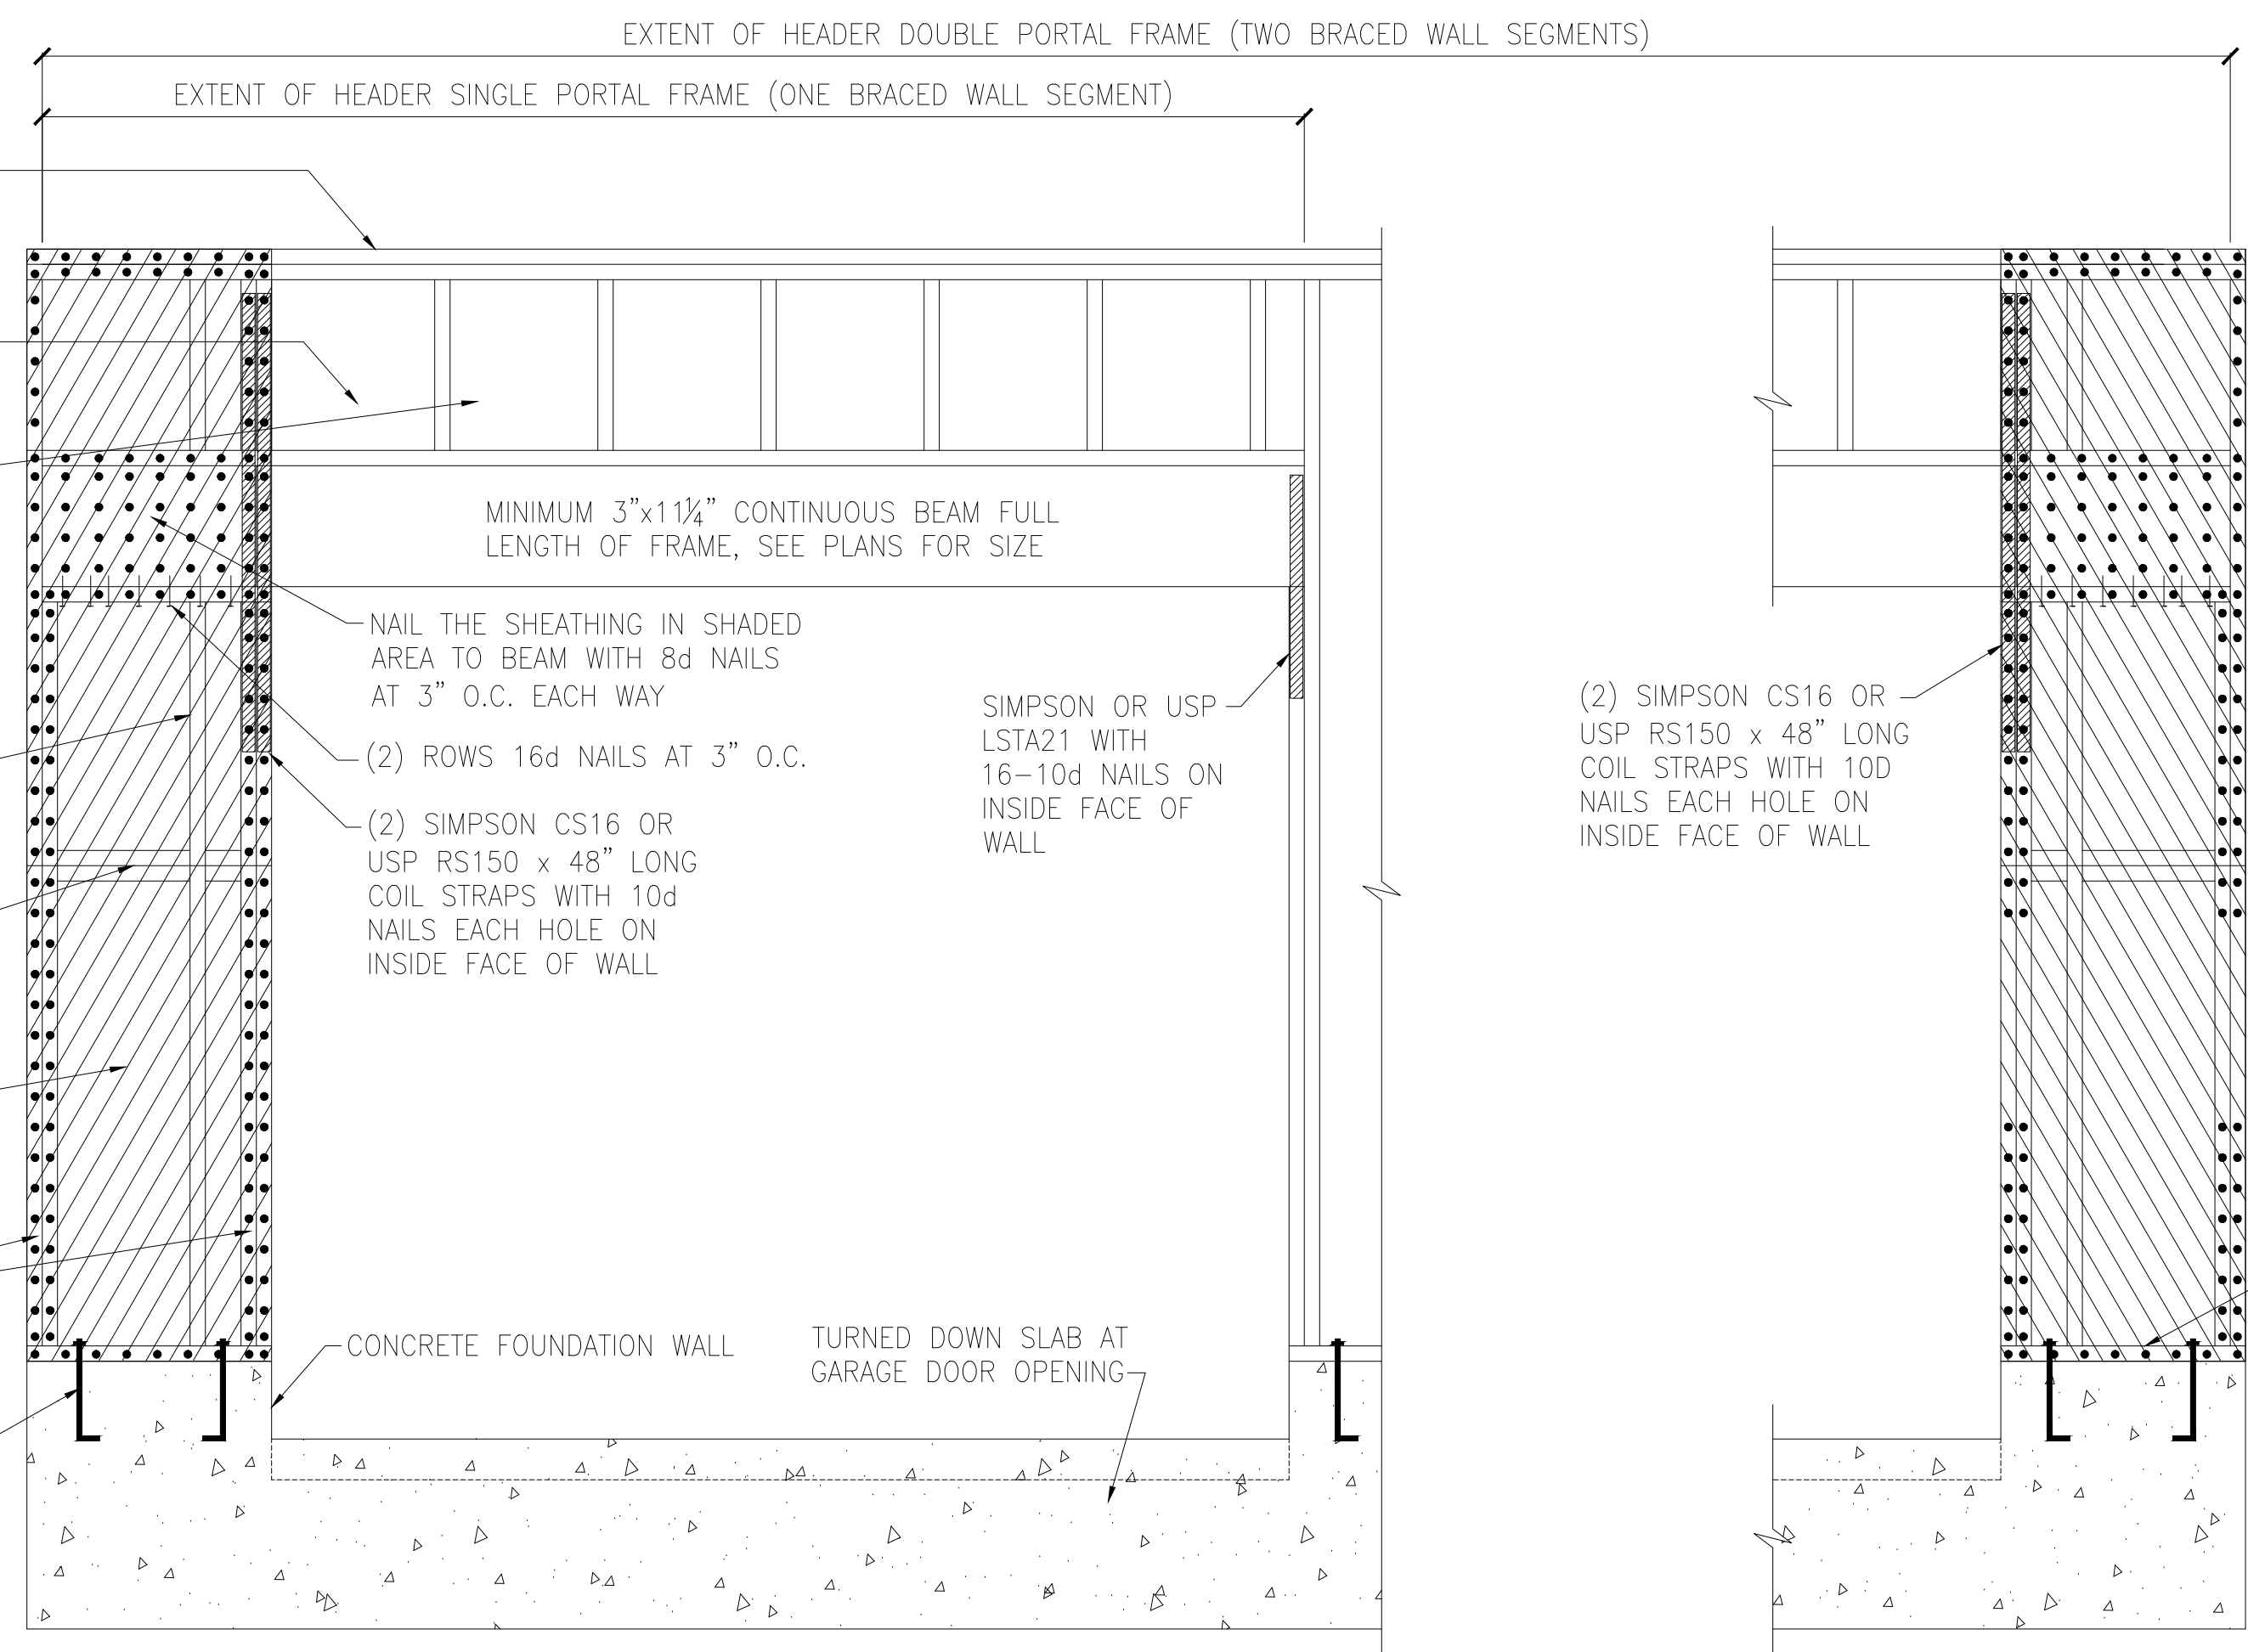 EXTENT OF HEADER DOUBLE PORTAL FRAME (TWO BRACED WALL SEGMENTS)
EXTENT OF HEADER SINGLE PORTAL FRAME (ONE BRACED WALL SEGMENT)
MINIMUM 3"x11¼" CONTINUOUS BEAM FULL
LENGTH OF FRAME, SEE PLANS FOR SIZE
NAIL THE SHEATHING IN SHADED
AREA TO BEAM WITH 8d NAILS
AT 3" O.C. EACH WAY
(2) ROWS 16d NAILS AT 3" O.C.
(2) SIMPSON CS16 OR
USP RS150 x 48" LONG
COIL STRAPS WITH 10d
NAILS EACH HOLE ON
INSIDE FACE OF WALL
SIMPSON OR USP
LSTA21 WITH
16-10d NAILS ON
INSIDE FACE OF
WALL
(2) SIMPSON CS16 OR
USP RS150 x 48" LONG
COIL STRAPS WITH 10D
NAILS EACH HOLE ON
INSIDE FACE OF WALL
CONCRETE FOUNDATION WALL
TURNED DOWN SLAB AT
GARAGE DOOR OPENING